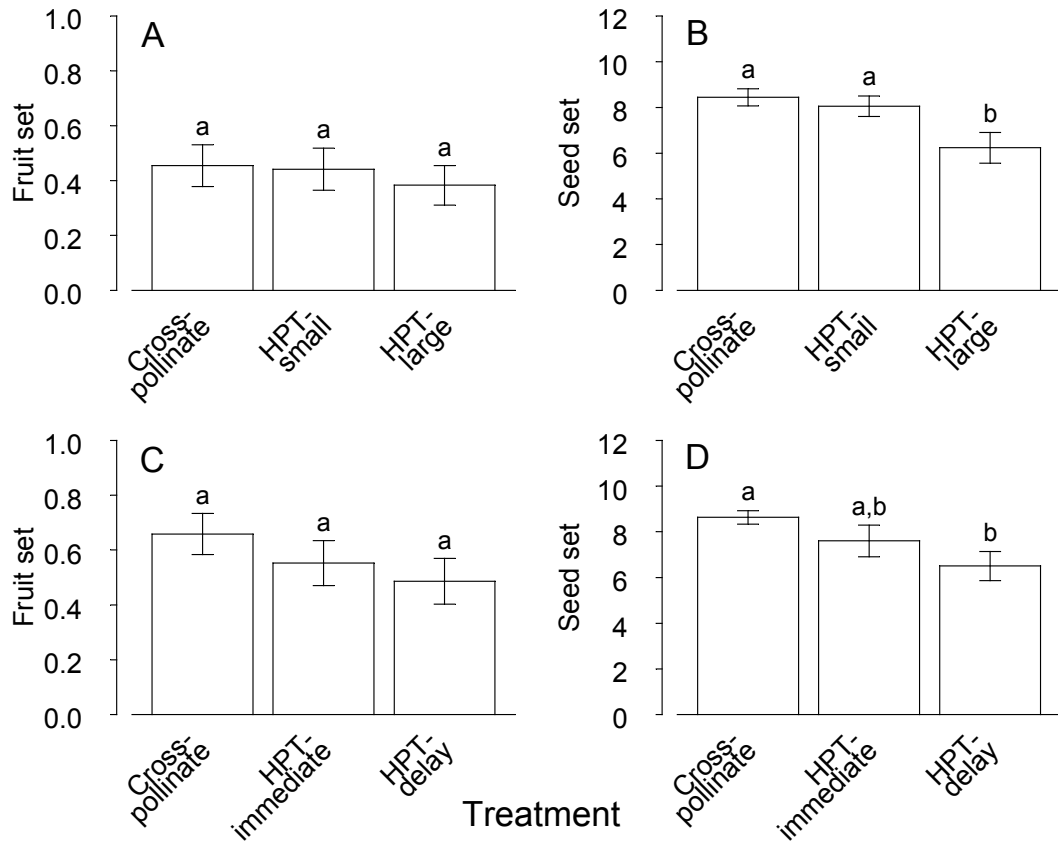 A
Fruit set
1.0
0.8
0.6
0.4
0.2
0.0
a
a
a
Cross-
pollinate
HPT-
small
HPT-
large
B
Seed set
12
10
8
6
4
2
0
a
a
b
Cross-
pollinate
HPT-
small
HPT-
large
C
Fruit set
1.0
0.8
0.6
0.4
0.2
0.0
a
a
a
Cross-
pollinate
HPT-
immediate
HPT-
delay
D
Seed set
12
10
8
6
4
2
0
a
a,b
b
Cross-
pollinate
HPT-
immediate
HPT-
delay
Treatment